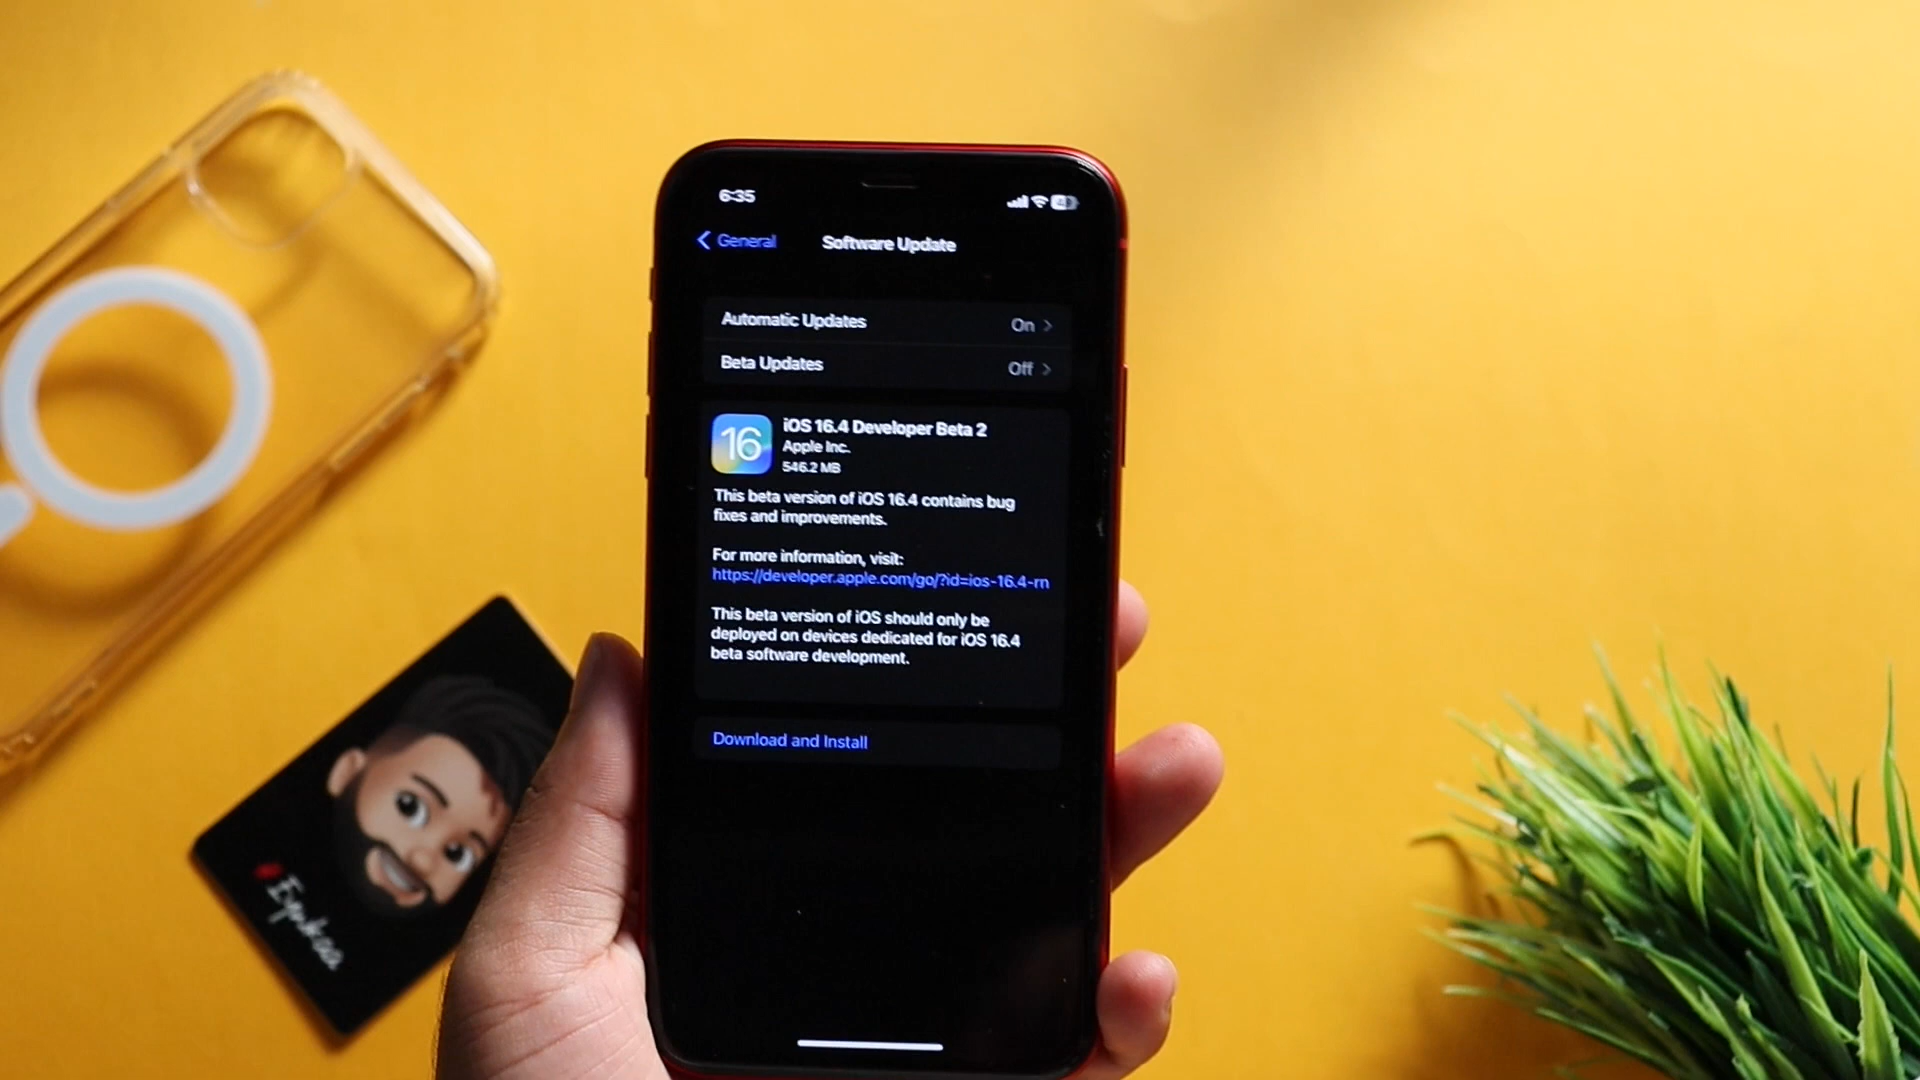 6:35
General
Software Update
Automatic Updates
On
Beta Updates
Off
16
iOS 16.4 Developer Beta 2
Apple Inc.
546.2 MB
This beta version of iOS 16.4 contains bug
fixes and improvements.
For more information, visit:
https://developer.apple.com/go/?id=ios-16.4-rn
This beta version of iOS should only be
deployed on devices dedicated for iOS 16.4
beta software development.
Download and Install